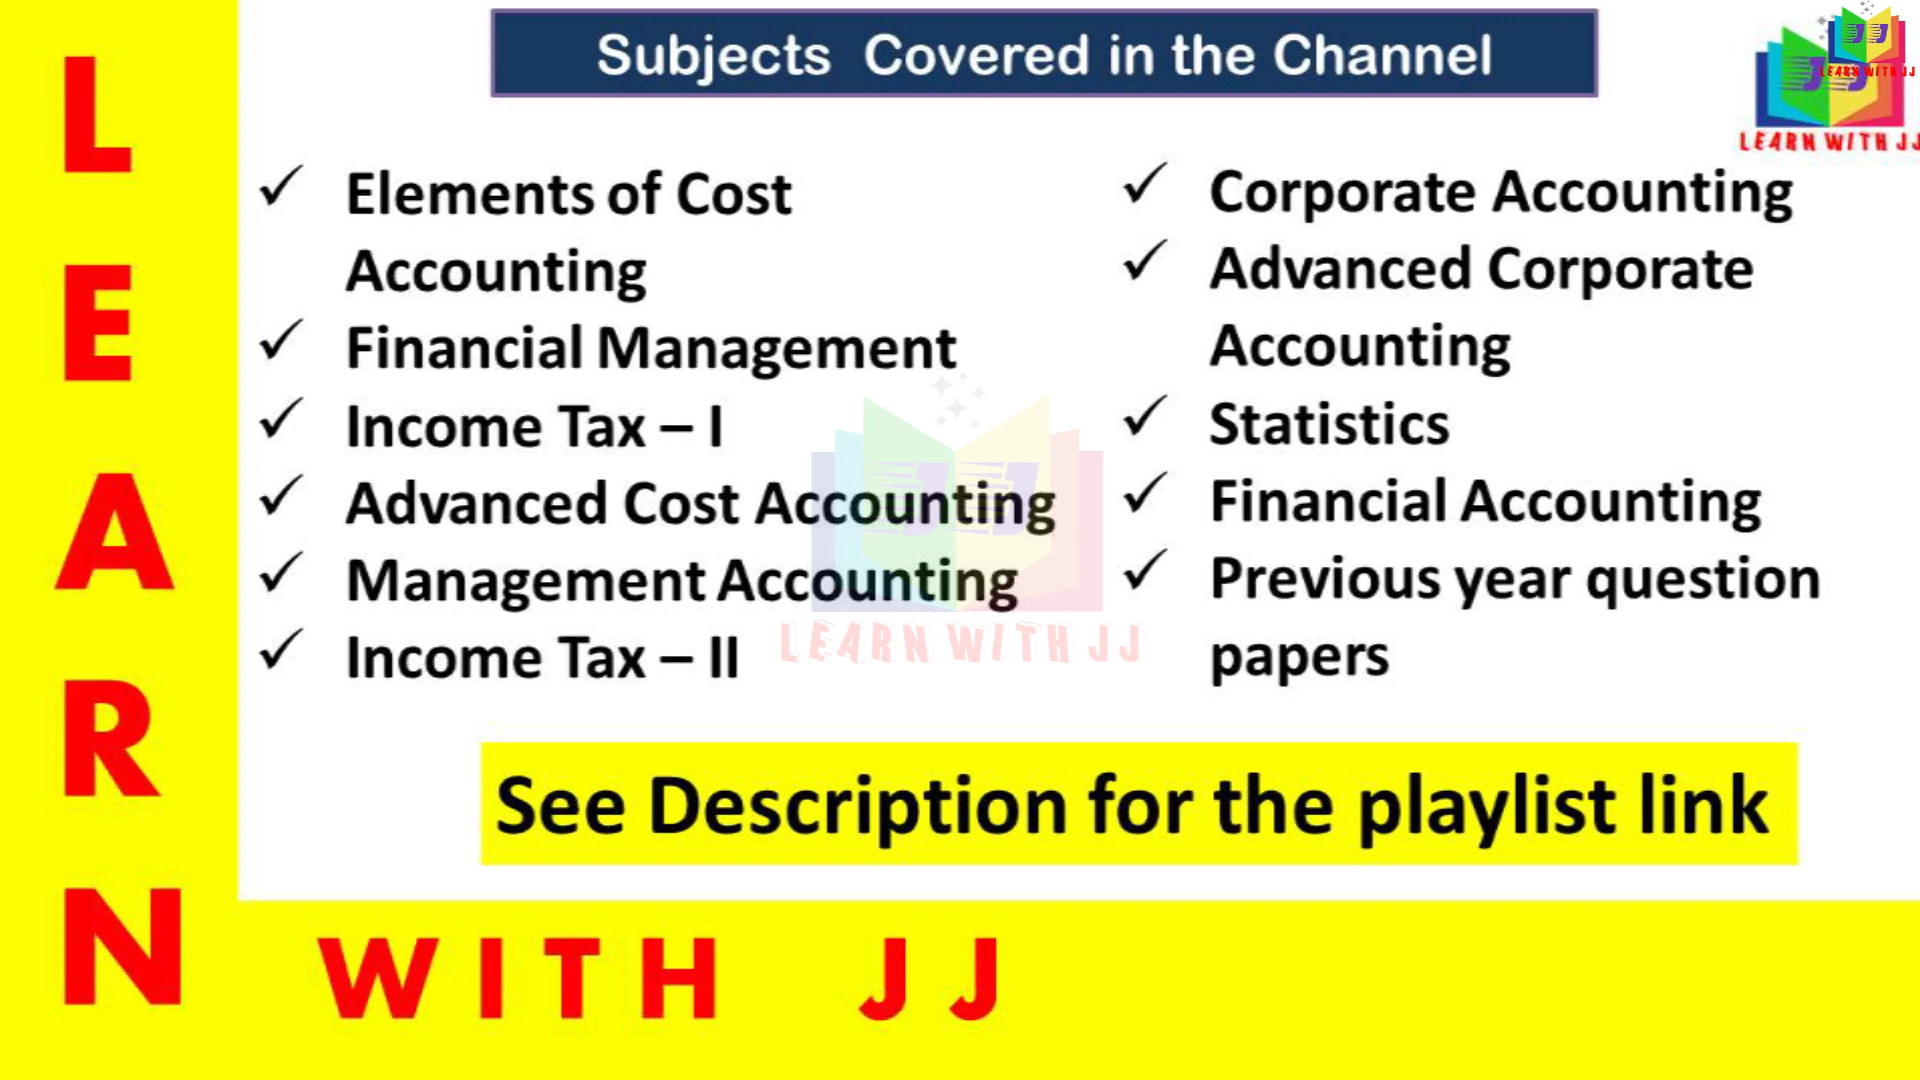 Subjects Covered in the Channel
LEARN WITH JJ
LEARN WITH JJ
✓ Elements of Cost
Accounting
✓ Financial Management
✓ Income Tax – I
✓ Advanced Cost Accounting
✓ Management Accounting
✓ Income Tax – II
✓ Corporate Accounting
✓ Advanced Corporate
Accounting
✓ Statistics
✓ Financial Accounting
✓ Previous year question
papers
JJ
LEARN WITH JJ
See Description for the playlist link
L
E
A
R
N
WITH JJ